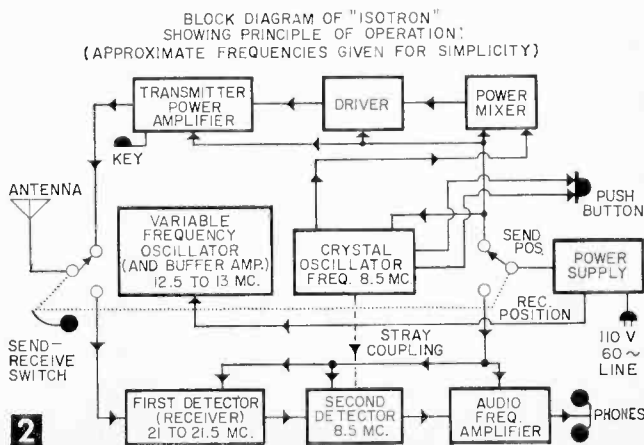 BLOCK DIAGRAM OF "ISOTRON"
SHOWING PRINCIPLE OF OPERATION:
(APPROXIMATE FREQUENCIES GIVEN FOR SIMPLICITY)
TRANSMITTER
POWER
AMPLIFIER
DRIVER
POWER
MIXER
KEY
ANTENNA
VARIABLE
FREQUENCY
OSCILLATOR
(AND BUFFER AMP.)
12.5 TO 13 MC.
CRYSTAL
OSCILLATOR
FREQ. 8.5 MC.
PUSH
BUTTON
SEND
POS.
POWER
SUPPLY
REC.
POSITION
SEND-
RECEIVE
SWITCH
STRAY
COUPLING
110 V
60 ~
LINE
FIRST DETECTOR
(RECEIVER)
21 TO 21.5 MC.
SECOND
DETECTOR
8.5 MC.
AUDIO
FREQ.
AMPLIFIER
PHONES
2